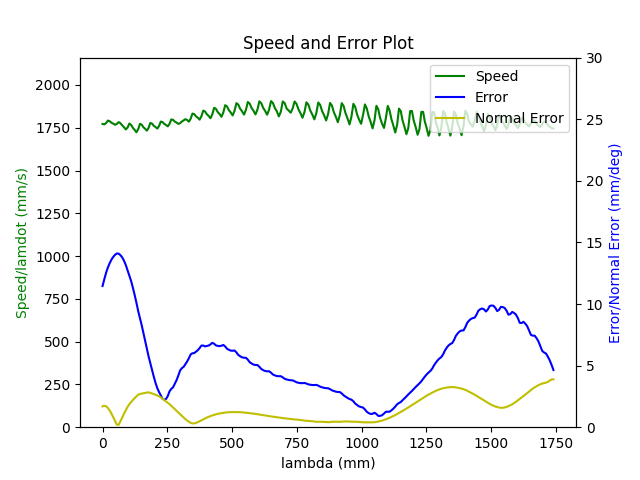 Speed and Error Plot
Speed
Error
Normal Error
2000
1750
1500
1250
1000
750
500
250
0
Speed/lamdot (mm/s)
30
25
20
15
10
5
0
Error/Normal Error (mm/deg)
0 250 500 750 1000 1250 1500 1750
lambda (mm)